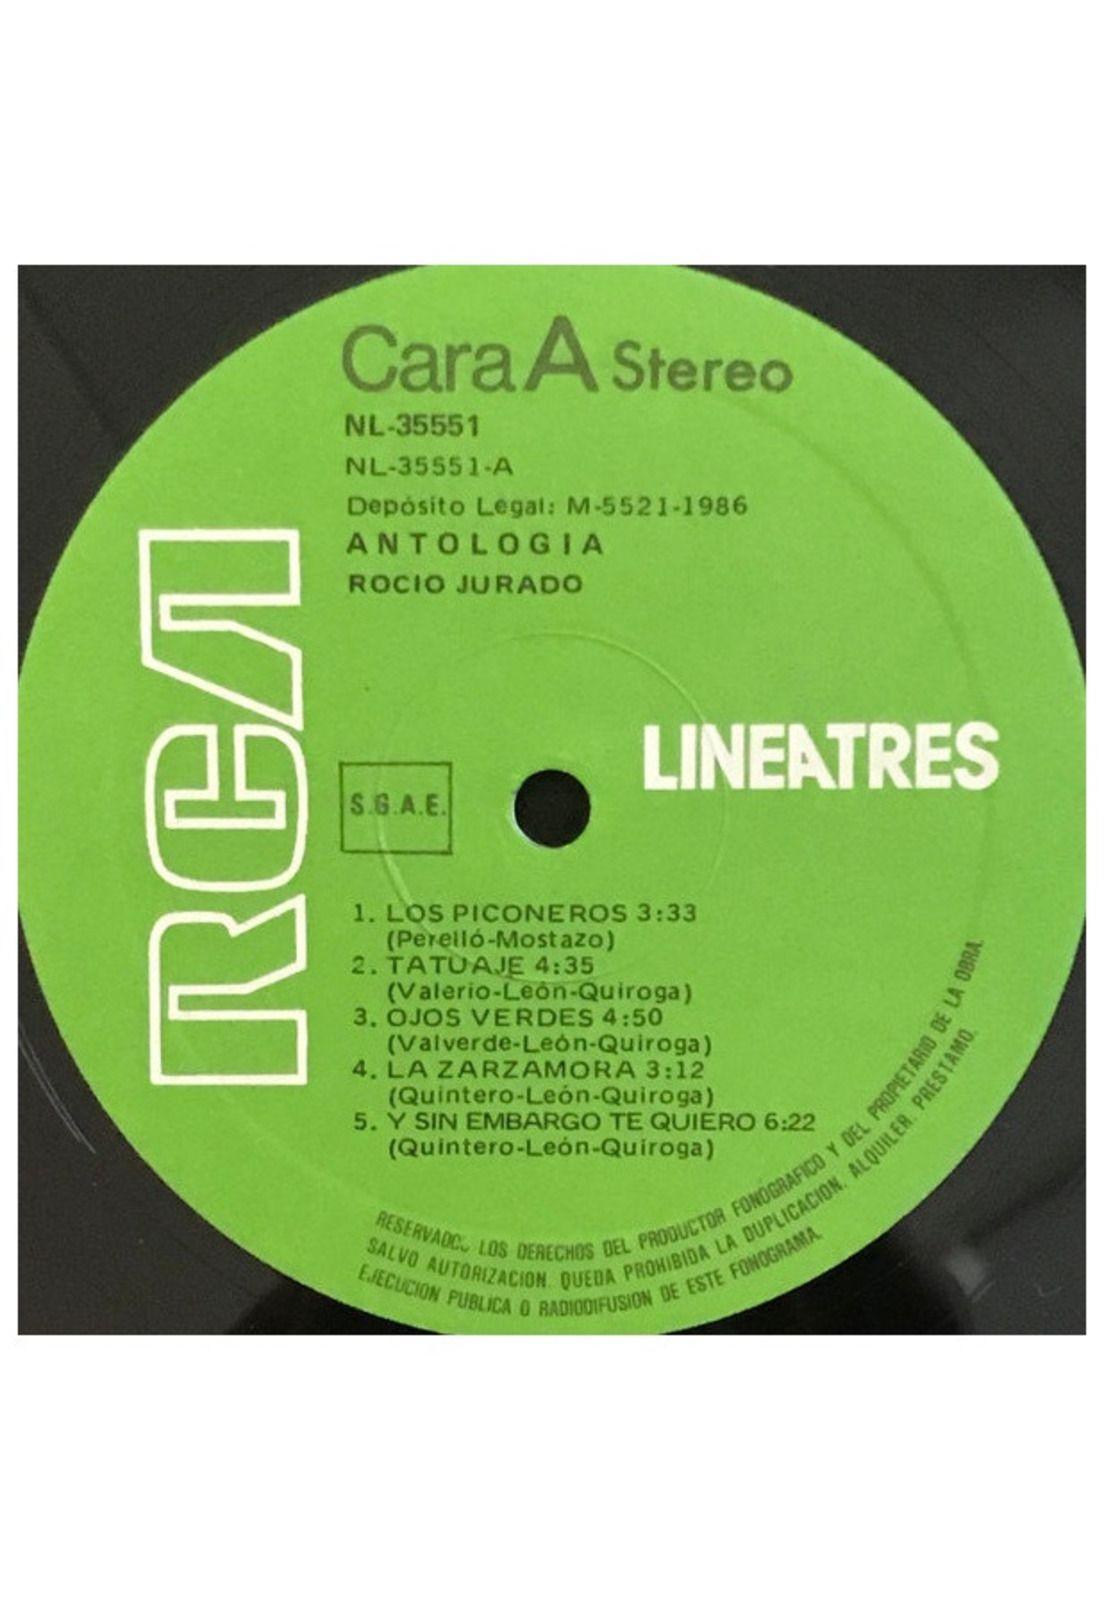 Cara A Stereo
NL-35551
NL-35551-A
Depósito Legal: M-5521-1986
ANTOLOGIA
ROCIO JURADO
RCA
LINEATRES
S.G.A.E.
1. LOS PICONEROS 3:33
(Perelló-Mostazo)
2. TATUAJE 4:35
(Valerio-León-Quiroga)
3. OJOS VERDES 4:50
(Valverde-León-Quiroga)
4. LA ZARZAMORA 3:12
(Quintero-León-Quiroga)
5. Y SIN EMBARGO TE QUIERO 6:22
(Quintero-León-Quiroga)
RESERVADOS LOS DERECHOS DEL PRODUCTOR FONOGRAFICO Y DEL PROPIETARIO DE LA OBRA.
SALVO AUTORIZACION. QUEDA PROHIBIDA LA DUPLICACION. ALQUILER. PRESTAMO.
EJECUCION PUBLICA O RADIODIFUSION DE ESTE FONOGRAMA.